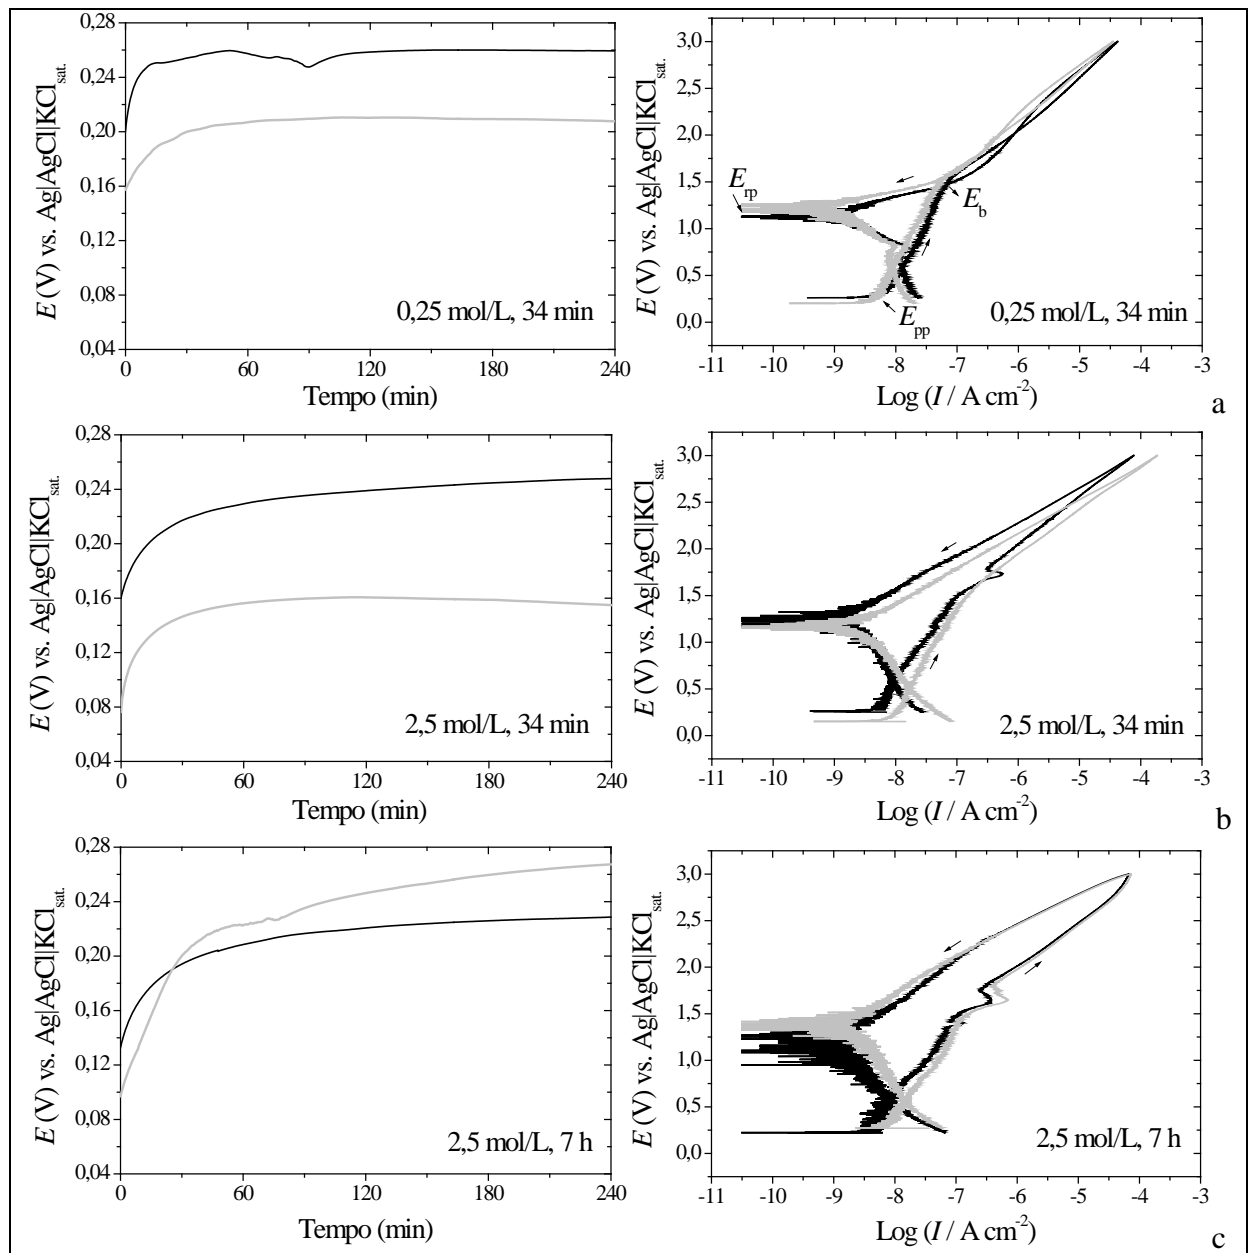 0,28
0,24
0,20
0,16
0,12
0,08
0,04
E (V) vs. Ag|AgCl||KCl sat.
0 60 120 180 240
Tempo (min)
0,25 mol/L, 34 min
3,0
2,5
2,0
1,5
1,0
0,5
0,0
E (V) vs. Ag|AgCl||KCl sat.
E rp
E b
E pp
0,25 mol/L, 34 min
-11 -10 -9 -8 -7 -6 -5 -4 -3
Log (I / A cm-2)
a
0,28
0,24
0,20
0,16
0,12
0,08
0,04
E (V) vs. Ag|AgCl||KCl sat.
2,5 mol/L, 34 min
0 60 120 180 240
Tempo (min)
3,0
2,5
2,0
1,5
1,0
0,5
0,0
E (V) vs. Ag|AgCl||KCl sat.
2,5 mol/L, 34 min
-11 -10 -9 -8 -7 -6 -5 -4 -3
Log (I / A cm-2)
b
0,28
0,24
0,20
0,16
0,12
0,08
0,04
E (V) vs. Ag|AgCl||KCl sat.
2,5 mol/L, 7 h
0 60 120 180 240
Tempo (min)
3,0
2,5
2,0
1,5
1,0
0,5
0,0
E (V) vs. Ag|AgCl||KCl sat.
2,5 mol/L, 7 h
-11 -10 -9 -8 -7 -6 -5 -4 -3
Log (I / A cm-2)
c